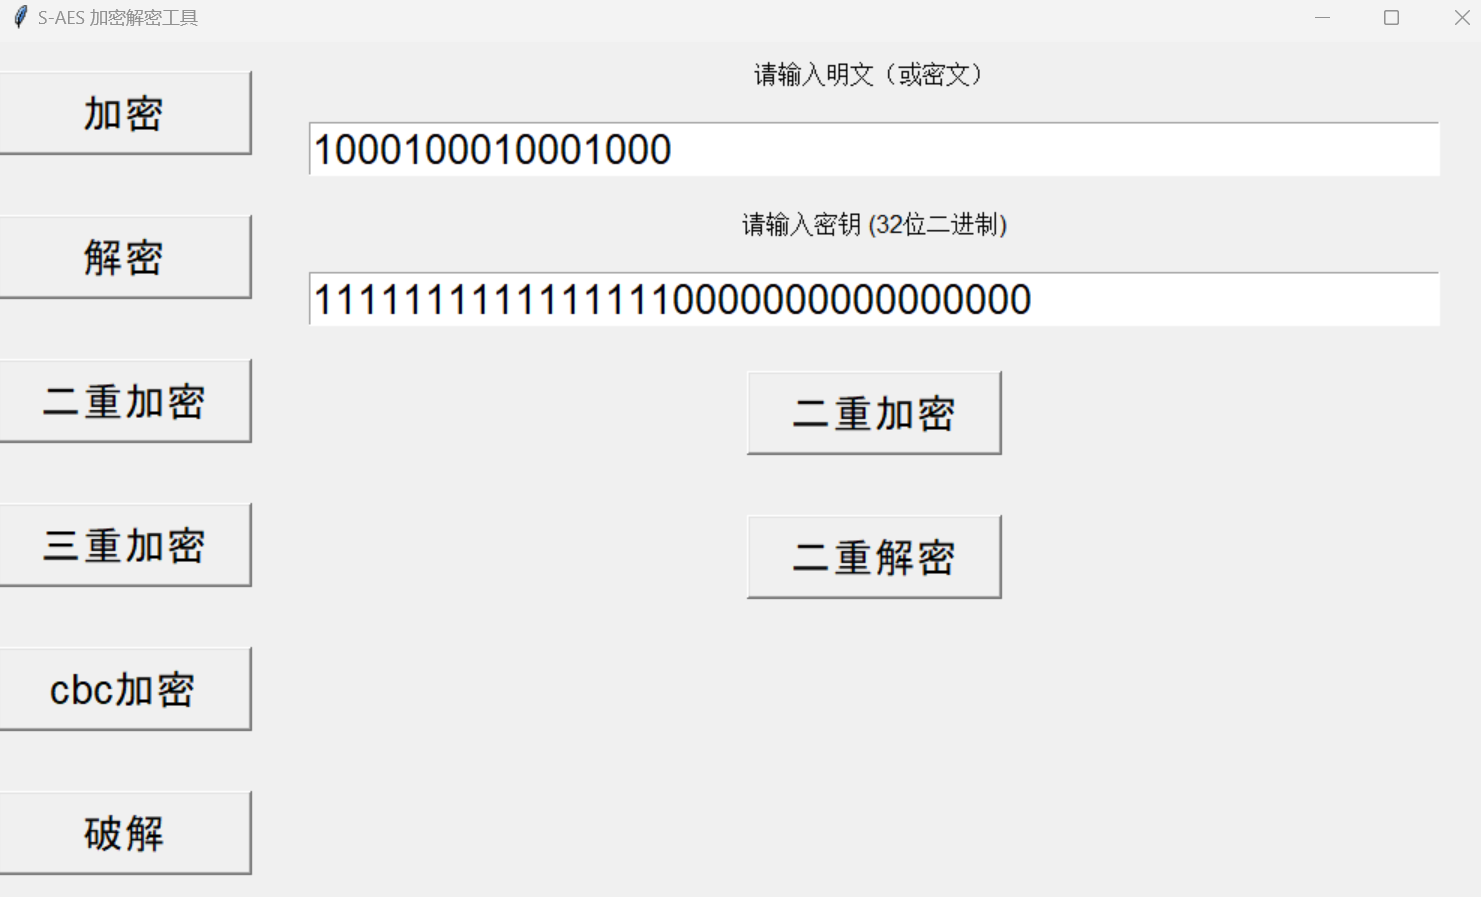 S-AES 加密解密工具
加密
解密
二重加密
三重加密
cbc加密
破解
请输入明文（或密文）
1000100010001000
请输入密钥 (32位二进制)
11111111111111110000000000000000
二重加密
二重解密